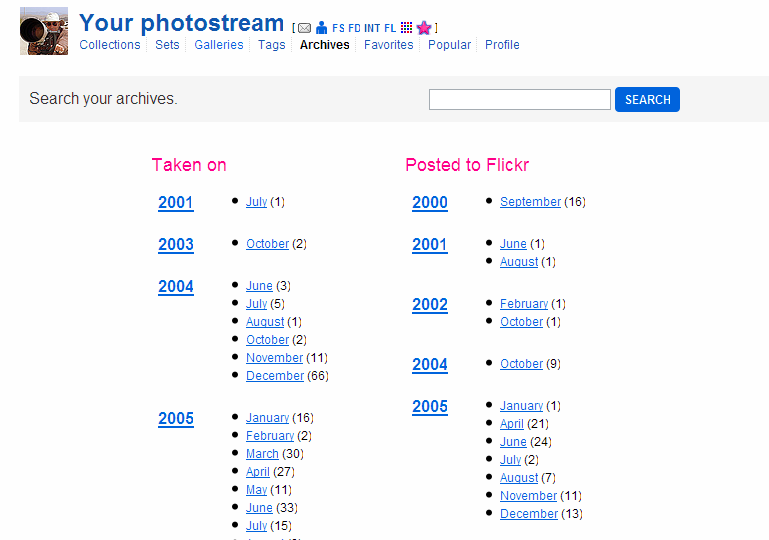 Your photostream [ FS FD INT FL ]
Collections Sets Galleries Tags Archives Favorites Popular Profile
Search your archives. SEARCH
Taken on
2001
July (1)
2003
October (2)
2004
June (3)
July (5)
August (1)
October (2)
November (11)
December (66)
2005
January (16)
February (2)
March (30)
April (27)
May (11)
June (33)
July (15)
Posted to Flickr
2000
September (16)
2001
June (1)
August (1)
2002
February (1)
October (1)
2004
October (9)
2005
January (1)
April (21)
June (24)
July (2)
August (7)
November (11)
December (13)